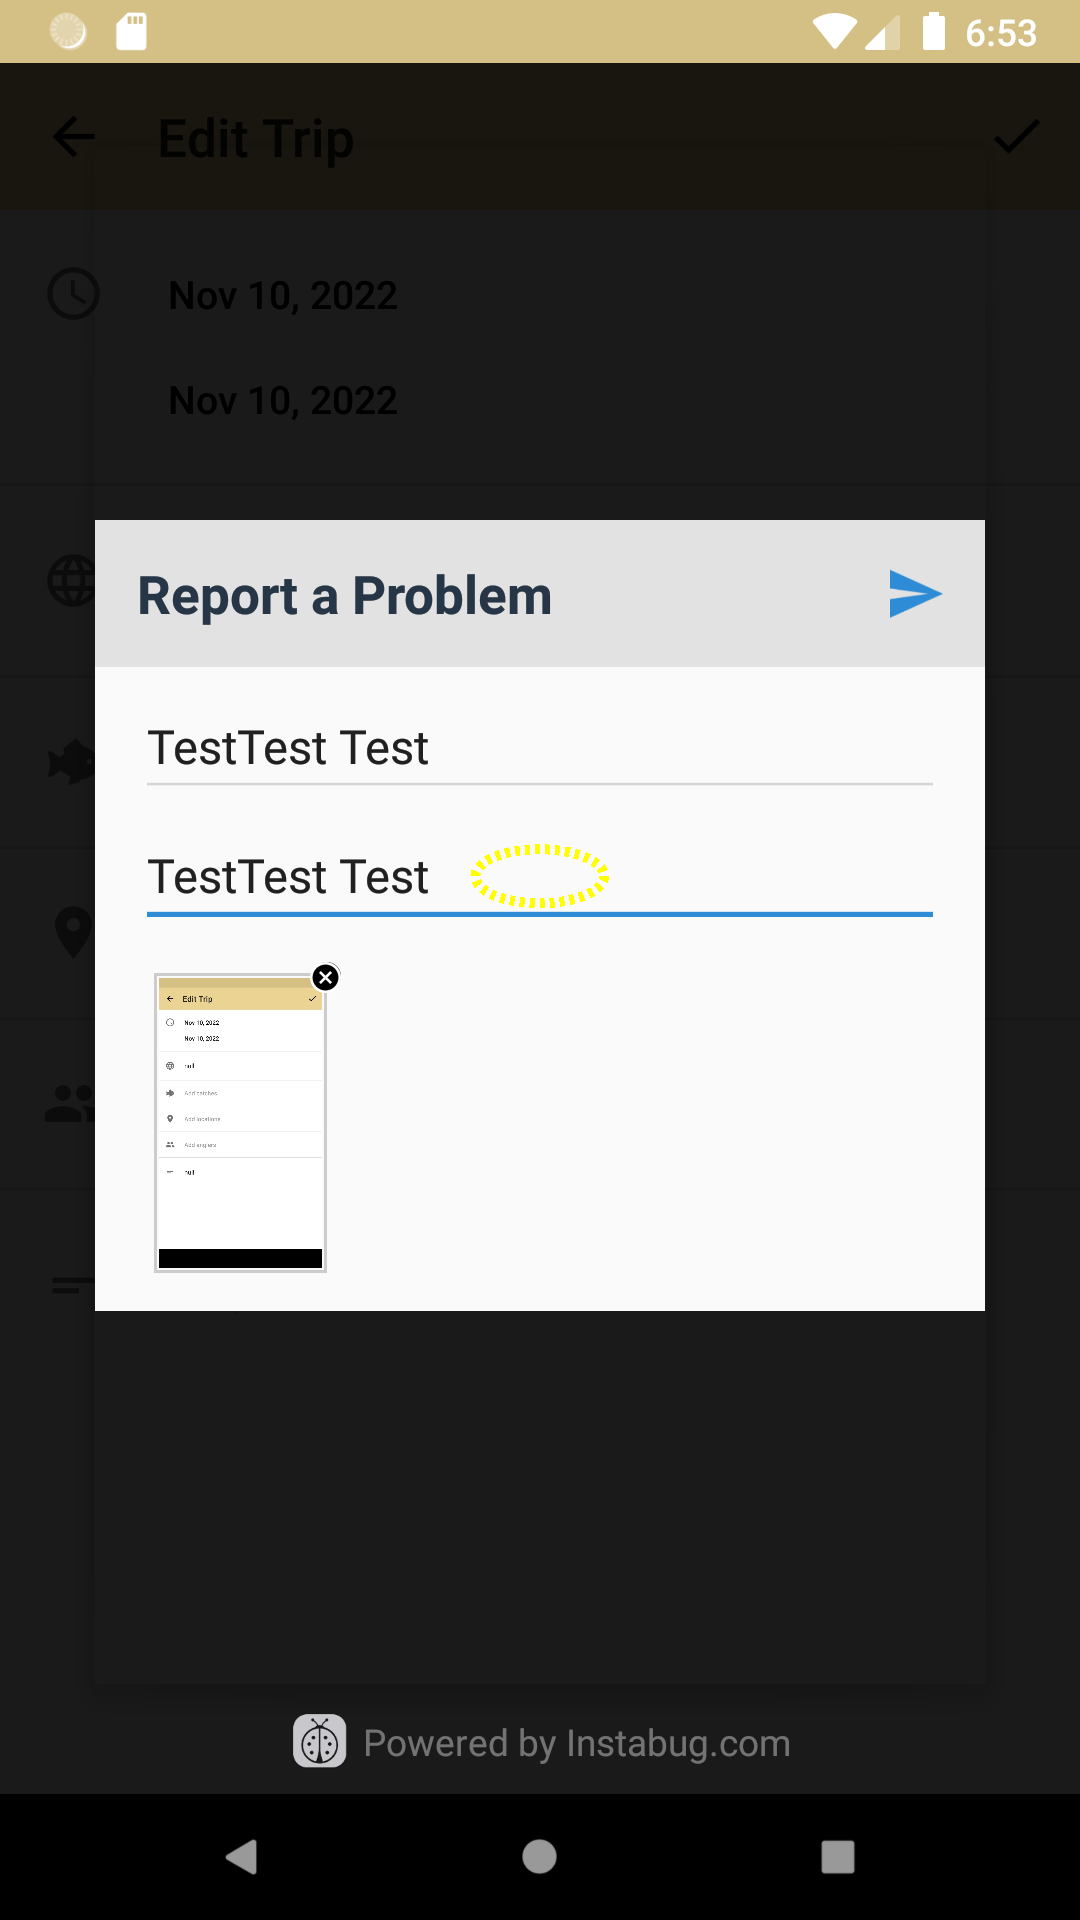 6:53
Edit Trip
Nov 10, 2022
Nov 10, 2022
Report a Problem
TestTest Test
TestTest Test
Edit Trip
Nov 10, 2022
Nov 10, 2022
null
Add catches
Add locations
Add anglers
null
Powered by Instabug.com